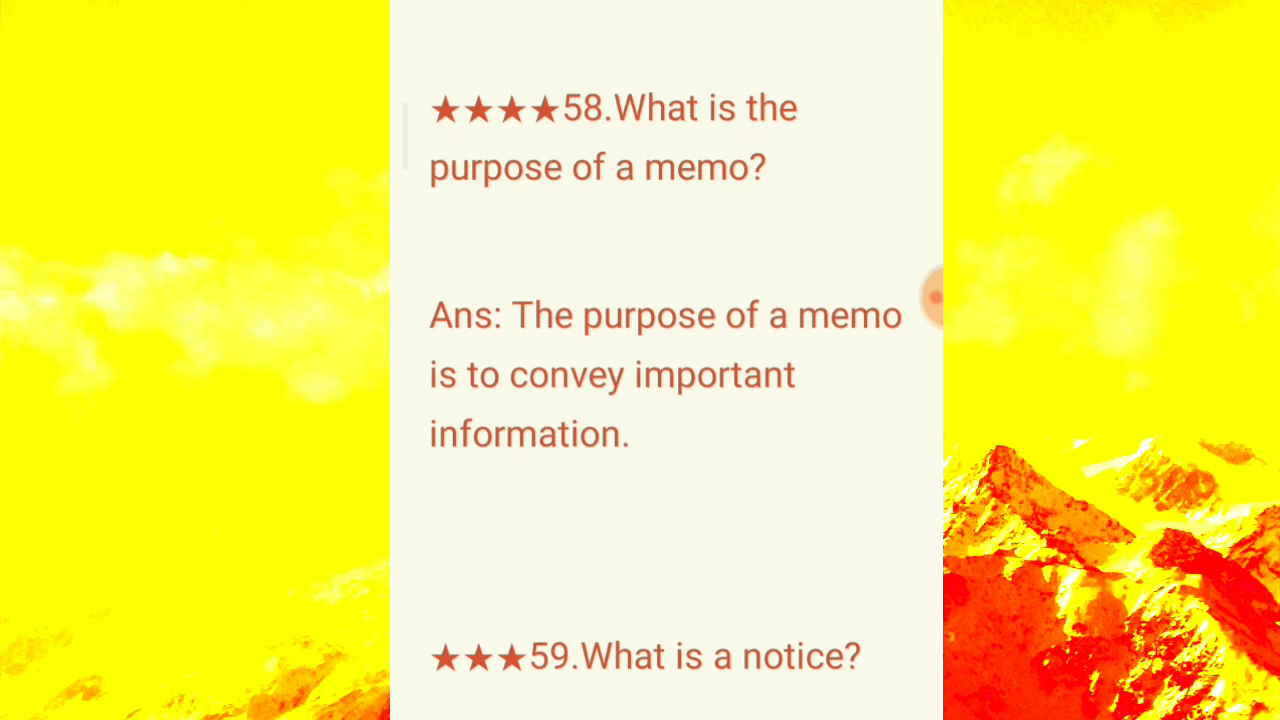 ★★★★58.What is the
purpose of a memo?
Ans: The purpose of a memo
is to convey important
information.
★★★59.What is a notice?